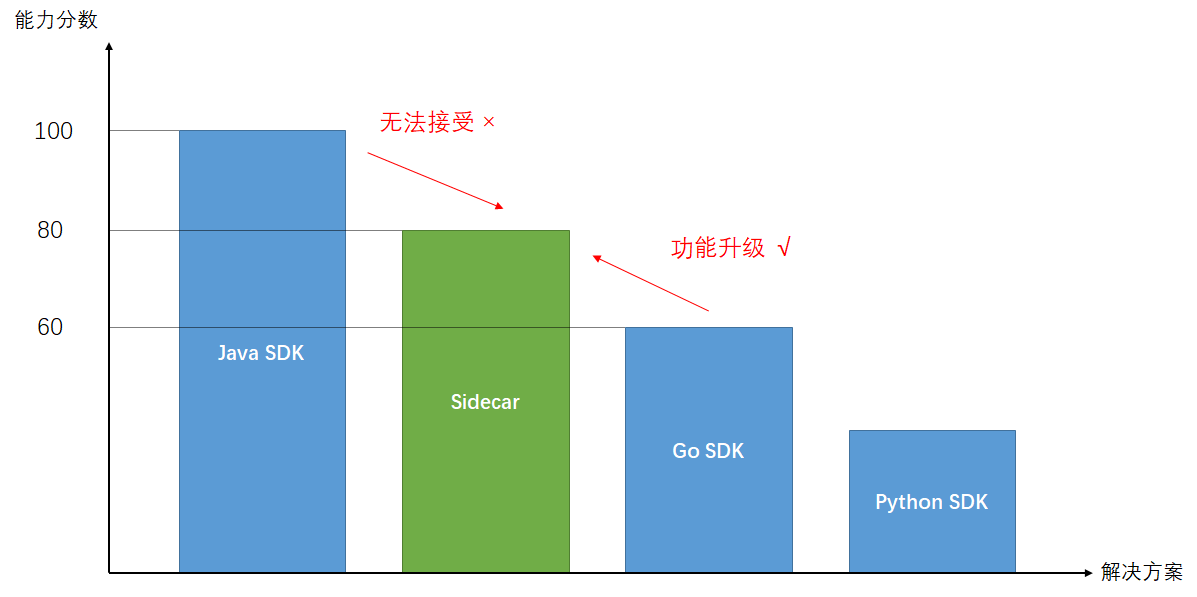 能力分数
100
无法接受 ×
80
功能升级 √
60
Java SDK
Sidecar
Go SDK
Python SDK
解决方案